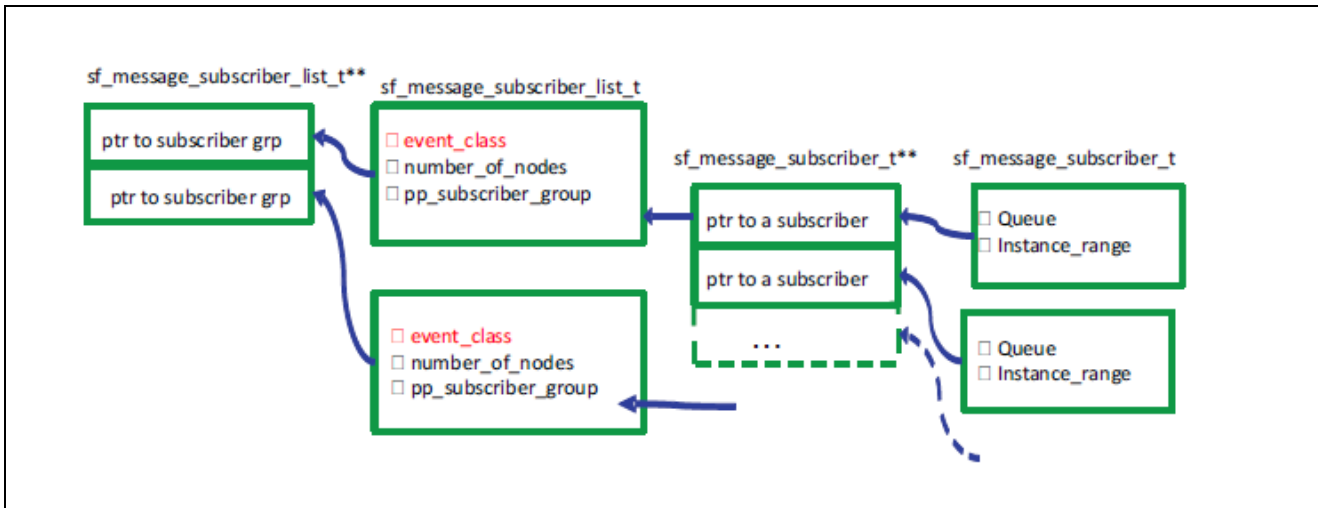 sf_message_subscriber_list_t**
ptr to subscriber grp
ptr to subscriber grp
sf_message_subscriber_list_t
□ event_class
□ number_of_nodes
□ pp_subscriber_group
□ event_class
□ number_of_nodes
□ pp_subscriber_group
sf_message_subscriber_t**
ptr to a subscriber
ptr to a subscriber
...
sf_message_subscriber_t
□ Queue
□ Instance_range
□ Queue
□ Instance_range